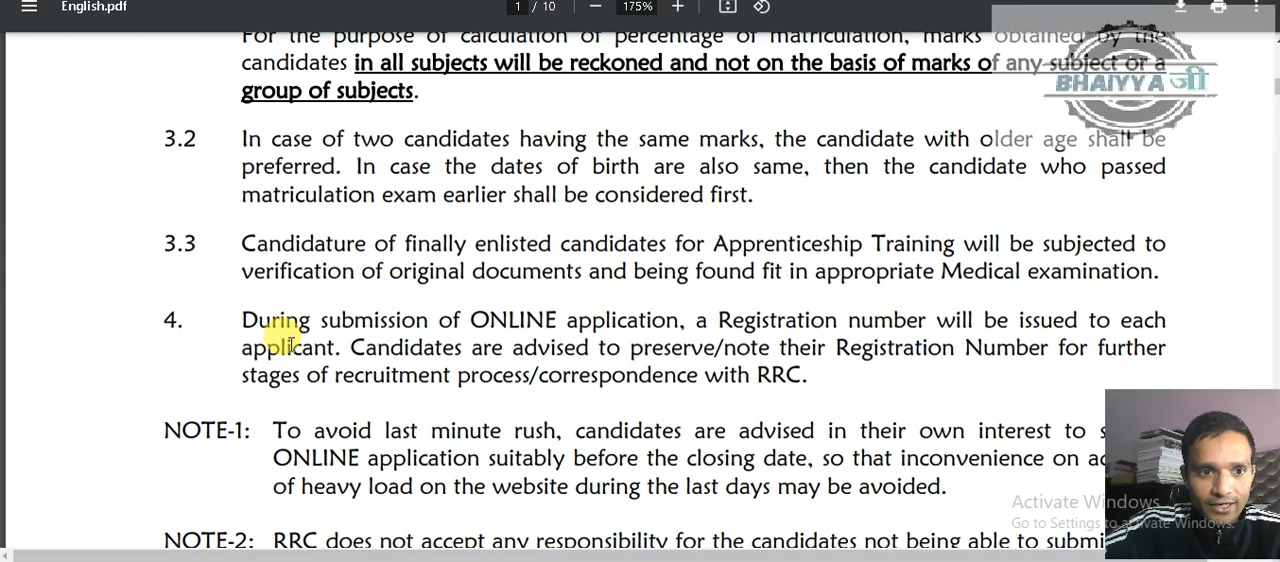 English.pdf
1 / 10
175%
For the purpose of calculation of percentage of matriculation, marks obtained by the
candidates in all subjects will be reckoned and not on the basis of marks of any subject or a
group of subjects.
BHAIYYA जी
3.2 In case of two candidates having the same marks, the candidate with older age shall be
preferred. In case the dates of birth are also same, then the candidate who passed
matriculation exam earlier shall be considered first.
3.3 Candidature of finally enlisted candidates for Apprenticeship Training will be subjected to
verification of original documents and being found fit in appropriate Medical examination.
4. During submission of ONLINE application, a Registration number will be issued to each
applicant. Candidates are advised to preserve/note their Registration Number for further
stages of recruitment process/correspondence with RRC.
NOTE-1: To avoid last minute rush, candidates are advised in their own interest to
ONLINE application suitably before the closing date, so that inconvenience on
of heavy load on the website during the last days may be avoided.
Activate Windows
Go to Settings to activate Windows.
NOTE-2: RRC does not accept any responsibility for the candidates not being able to